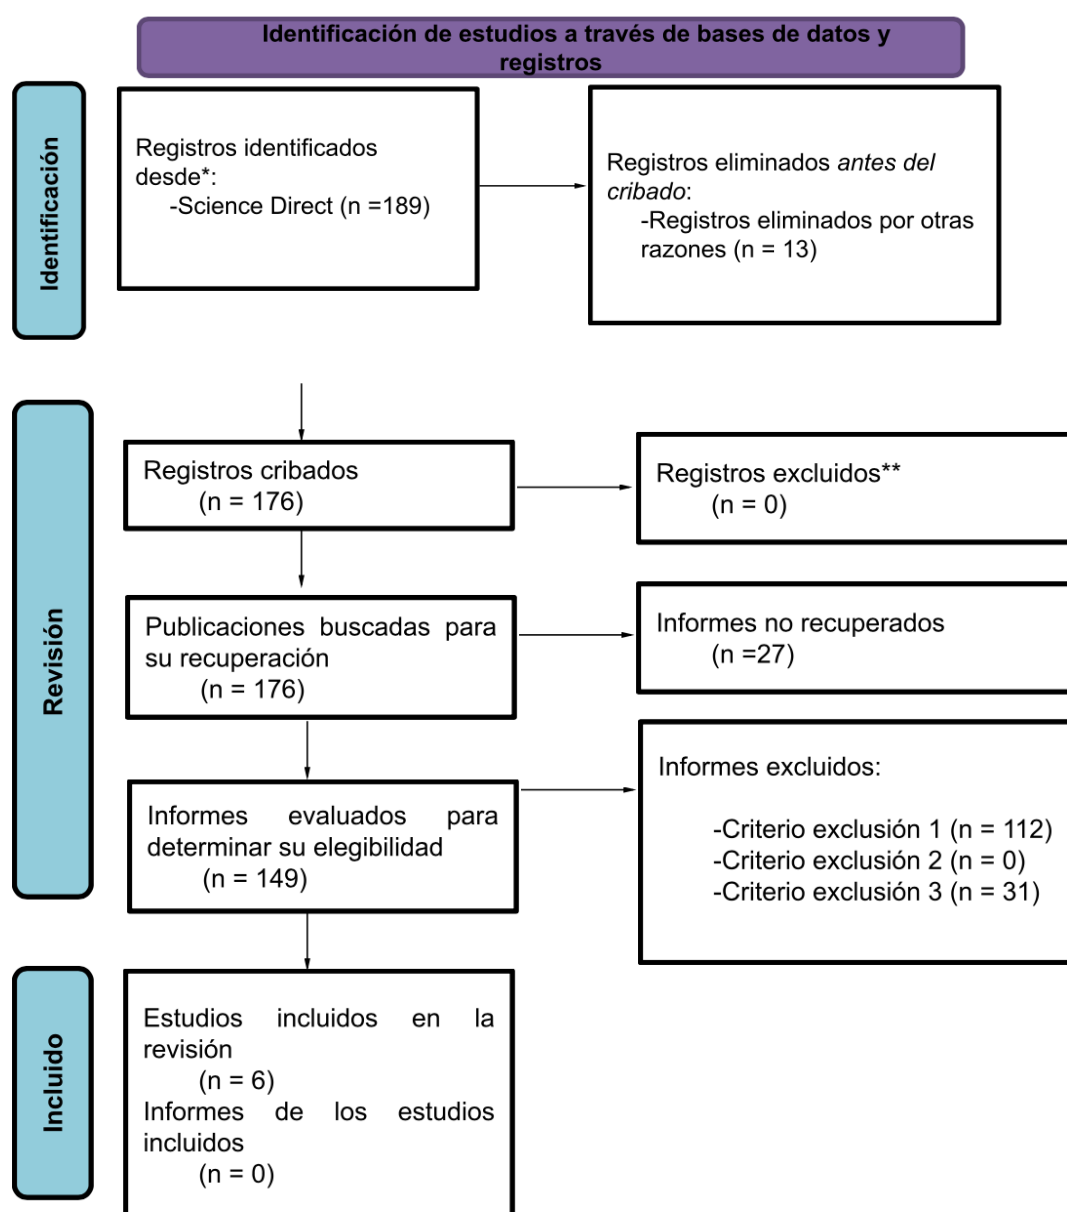 Identificación de estudios a través de bases de datos y
registros
Identificación
Registros identificados
desde*:
-Science Direct (n =189)
Registros eliminados antes del
cribado:
-Registros eliminados por otras
razones (n = 13)
Revisión
Registros cribados
(n = 176)
Registros excluidos**
(n = 0)
Publicaciones buscadas para
su recuperación
(n = 176)
Informes no recuperados
(n =27)
Informes evaluados para
determinar su elegibilidad
(n = 149)
Informes excluidos:
-Criterio exclusión 1 (n = 112)
-Criterio exclusión 2 (n = 0)
-Criterio exclusión 3 (n = 31)
Incluido
Estudios incluidos en la
revisión
(n = 6)
Informes de los estudios
incluidos
(n = 0)